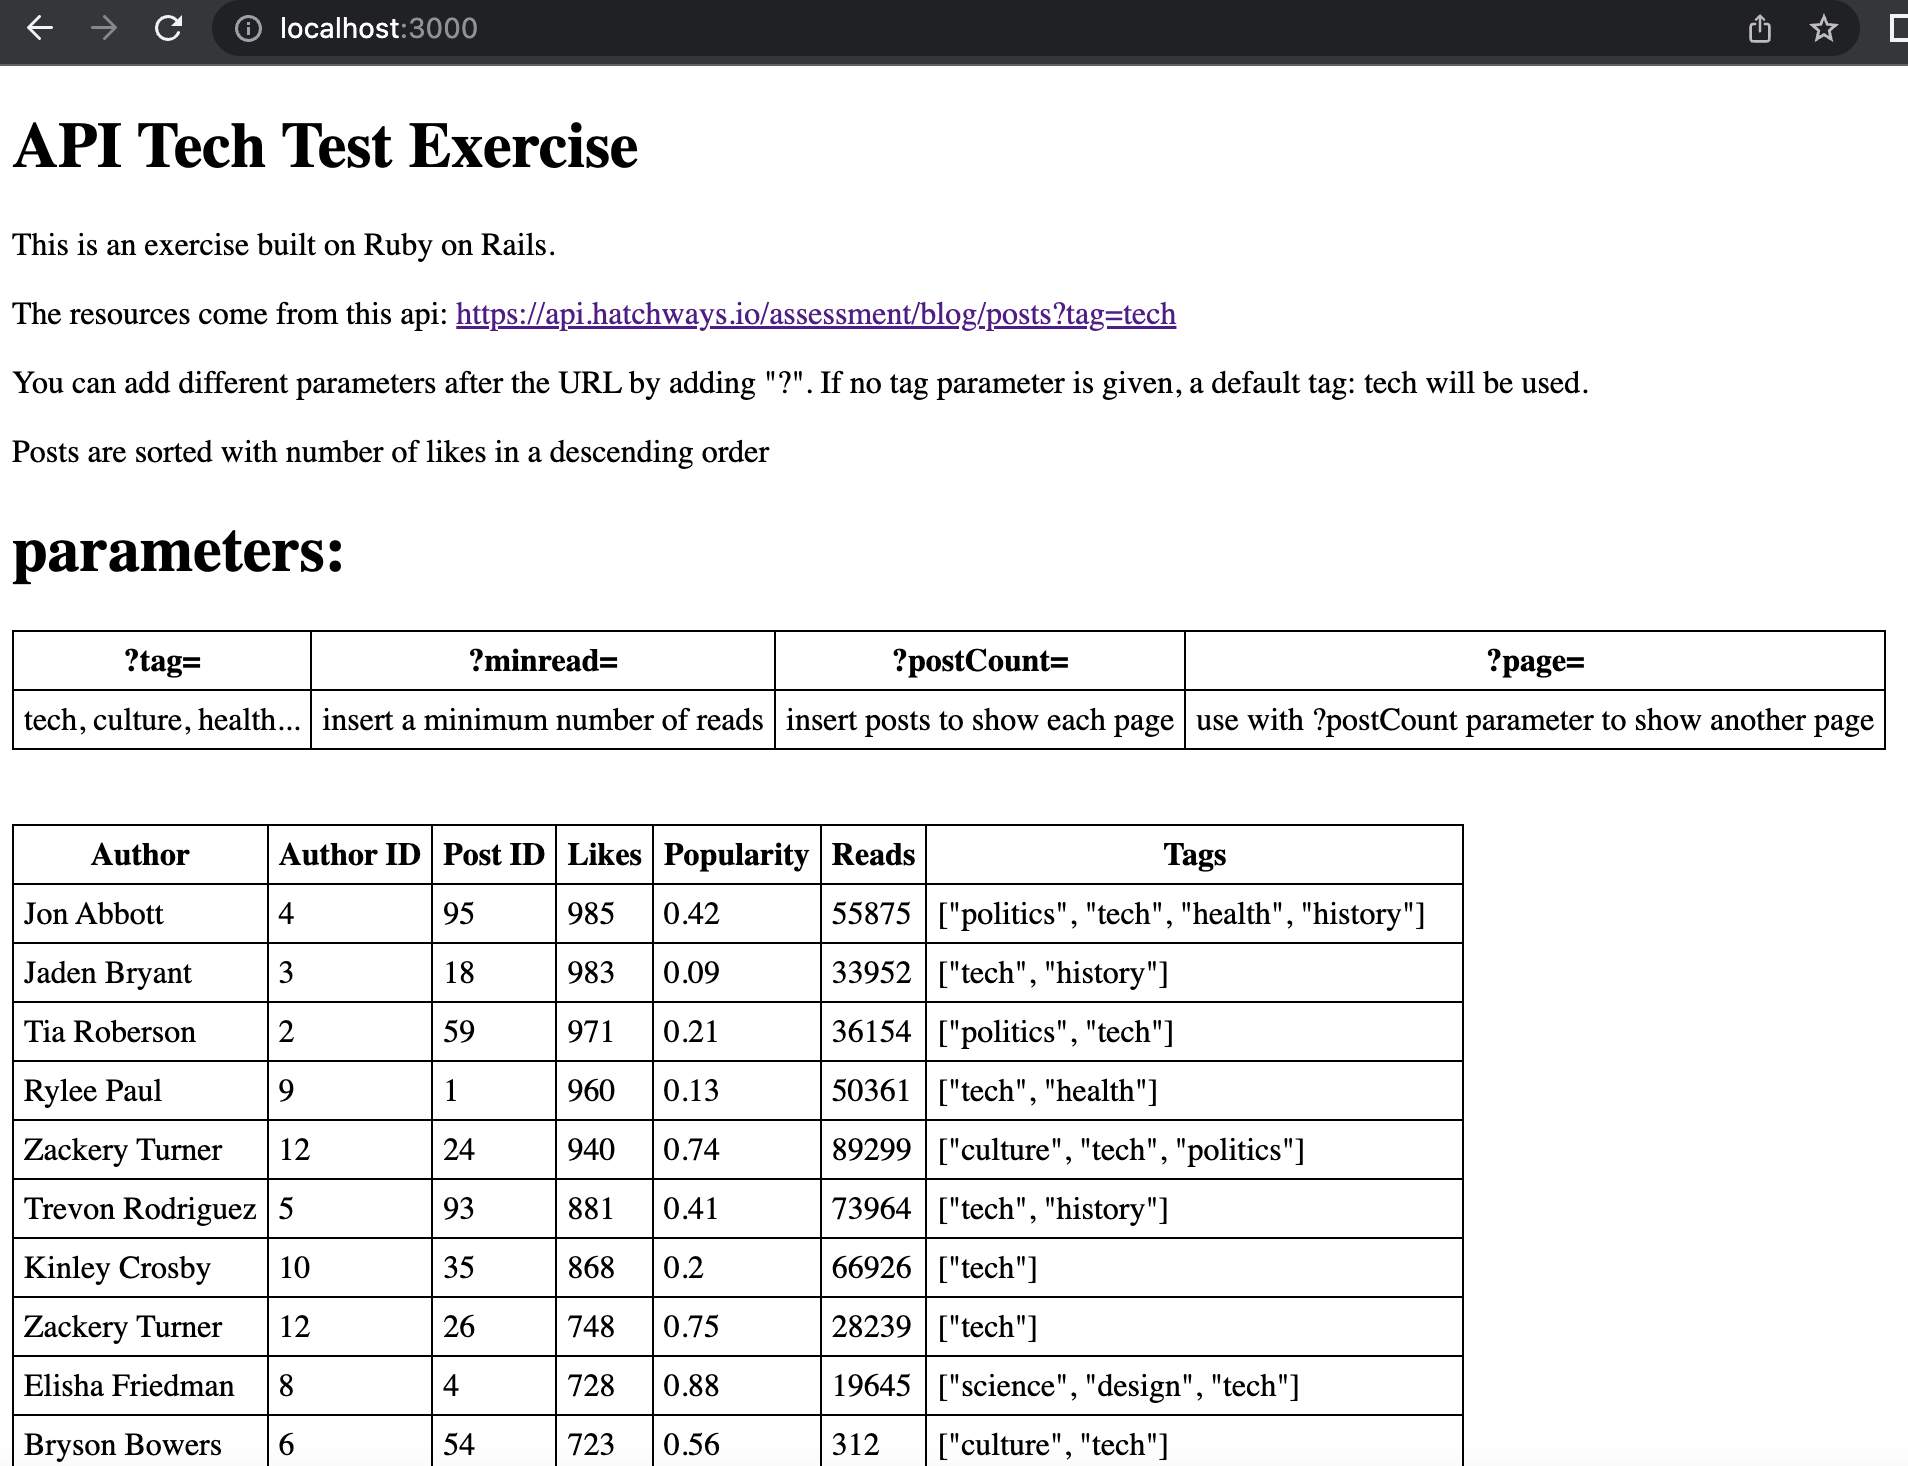 localhost:3000
API Tech Test Exercise
This is an exercise built on Ruby on Rails.
The resources come from this api: https://api.hatchways.io/assessment/blog/posts?tag=tech
You can add different parameters after the URL by adding "?". If no tag parameter is given, a default tag: tech will be used.
Posts are sorted with number of likes in a descending order
parameters:
?tag= ?minread= ?postCount= ?page=
tech, culture, health... insert a minimum number of reads insert posts to show each page use with ?postCount parameter to show another page
Author Author ID Post ID Likes Popularity Reads Tags
Jon Abbott 4 95 985 0.42 55875 ["politics", "tech", "health", "history"]
Jaden Bryant 3 18 983 0.09 33952 ["tech", "history"]
Tia Roberson 2 59 971 0.21 36154 ["politics", "tech"]
Rylee Paul 9 1 960 0.13 50361 ["tech", "health"]
Zackery Turner 12 24 940 0.74 89299 ["culture", "tech", "politics"]
Trevon Rodriguez 5 93 881 0.41 73964 ["tech", "history"]
Kinley Crosby 10 35 868 0.2 66926 ["tech"]
Zackery Turner 12 26 748 0.75 28239 ["tech"]
Elisha Friedman 8 4 728 0.88 19645 ["science", "design", "tech"]
Bryson Bowers 6 54 723 0.56 312 ["culture", "tech"]